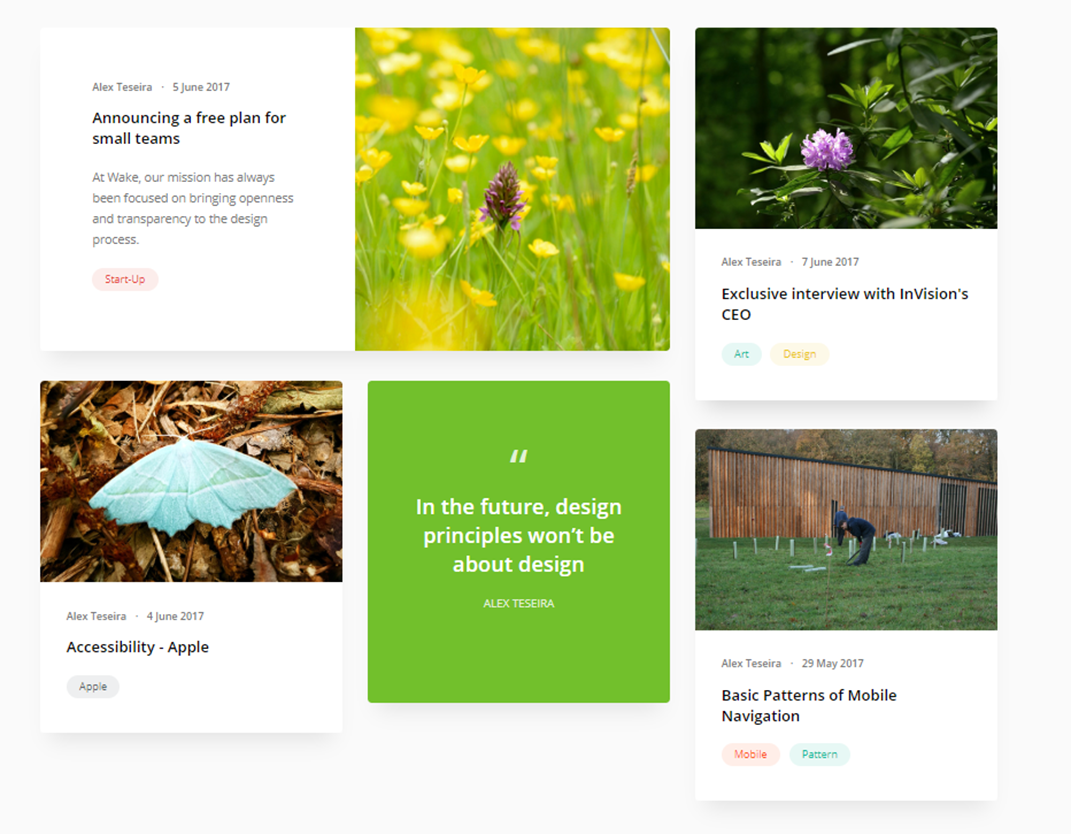 Alex Teseira · 5 June 2017
Announcing a free plan for
small teams
At Wake, our mission has always
been focused on bringing openness
and transparency to the design
process.
Start-Up
Alex Teseira · 7 June 2017
Exclusive interview with InVision's
CEO
Art Design
Alex Teseira · 4 June 2017
Accessibility - Apple
Apple
“
In the future, design
principles won’t be
about design
ALEX TESEIRA
Alex Teseira · 29 May 2017
Basic Patterns of Mobile
Navigation
Mobile Pattern